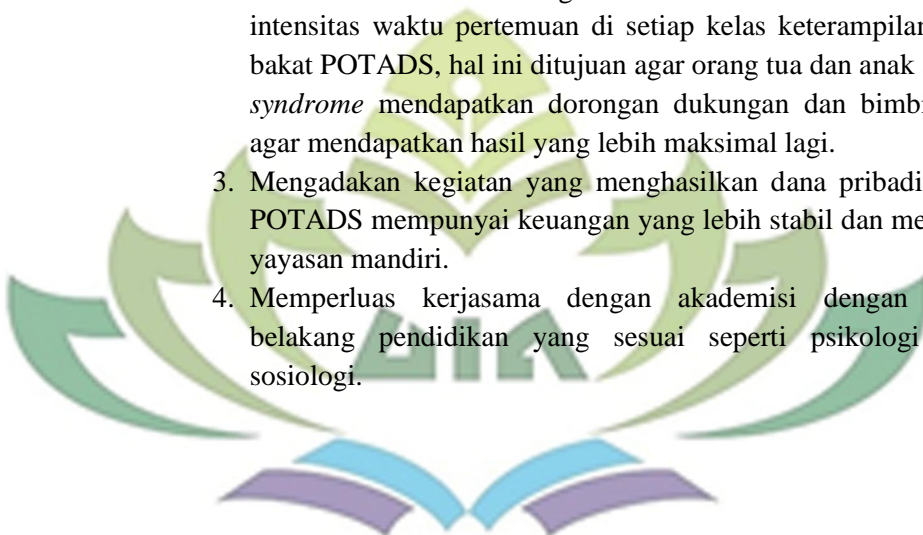 intensitas waktu pertemuan di setiap kelas keterampilan
bakat POTADS, hal ini ditujuan agar orang tua dan anak
syndrome mendapatkan dorongan dukungan dan
agar mendapatkan hasil yang lebih maksimal lagi.
3. Mengadakan kegiatan yang menghasilkan dana pribadi
POTADS mempunyai keuangan yang lebih stabil dan
yayasan mandiri.
4. Memperluas kerjasama dengan akademisi dengan
belakang pendidikan yang sesuai seperti psikologi
sosiologi.